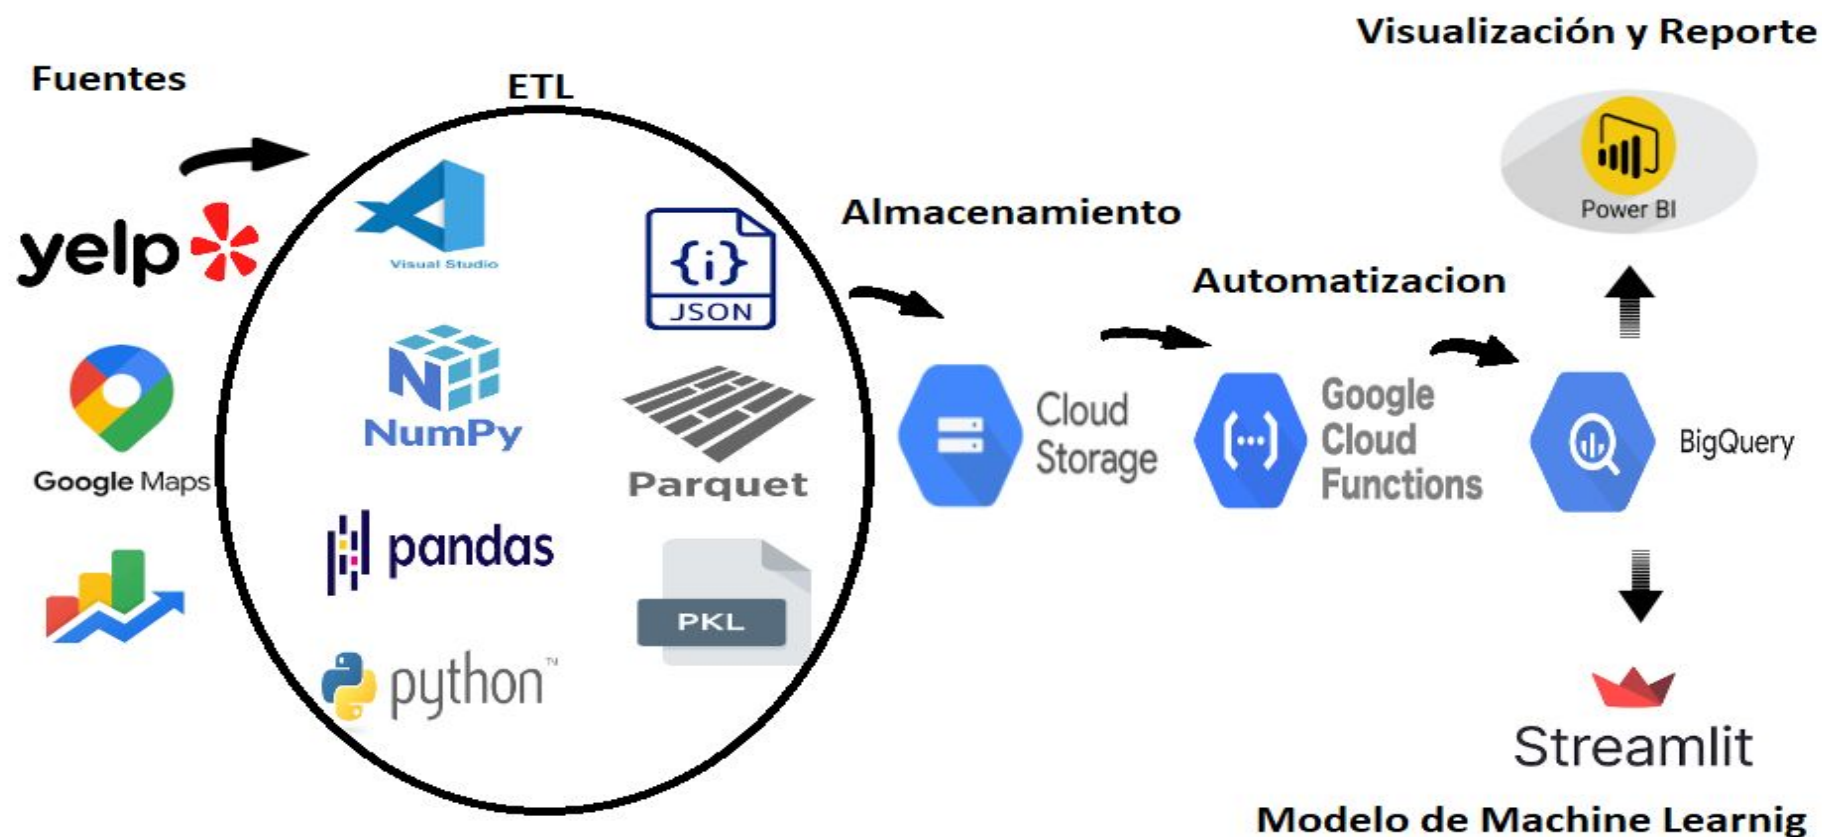 Visualización y Reporte
Fuentes
ETL
Power BI
yelp
Visual Studio
{i}
JSON
Almacenamiento
Automatizacion
NumPy
Google Maps
Parquet
Cloud
Storage
Google
Cloud
Functions
BigQuery
pandas
PKL
python™
Streamlit
Modelo de Machine Learnig